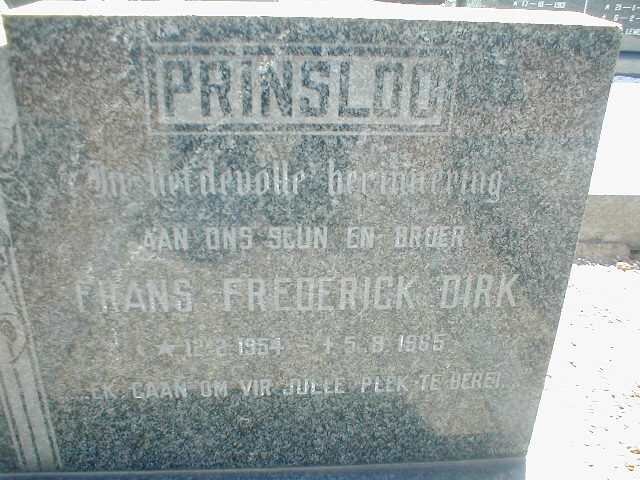 PRINSLOO
In liefdevolle herinnering
AAN ONS SEUN EN BROER
FRANS FREDERICK DIRK
★ 12-2-1954 - † 5-8-1965
EK GAAN OM VIR JULLE PLEK TE BEREI